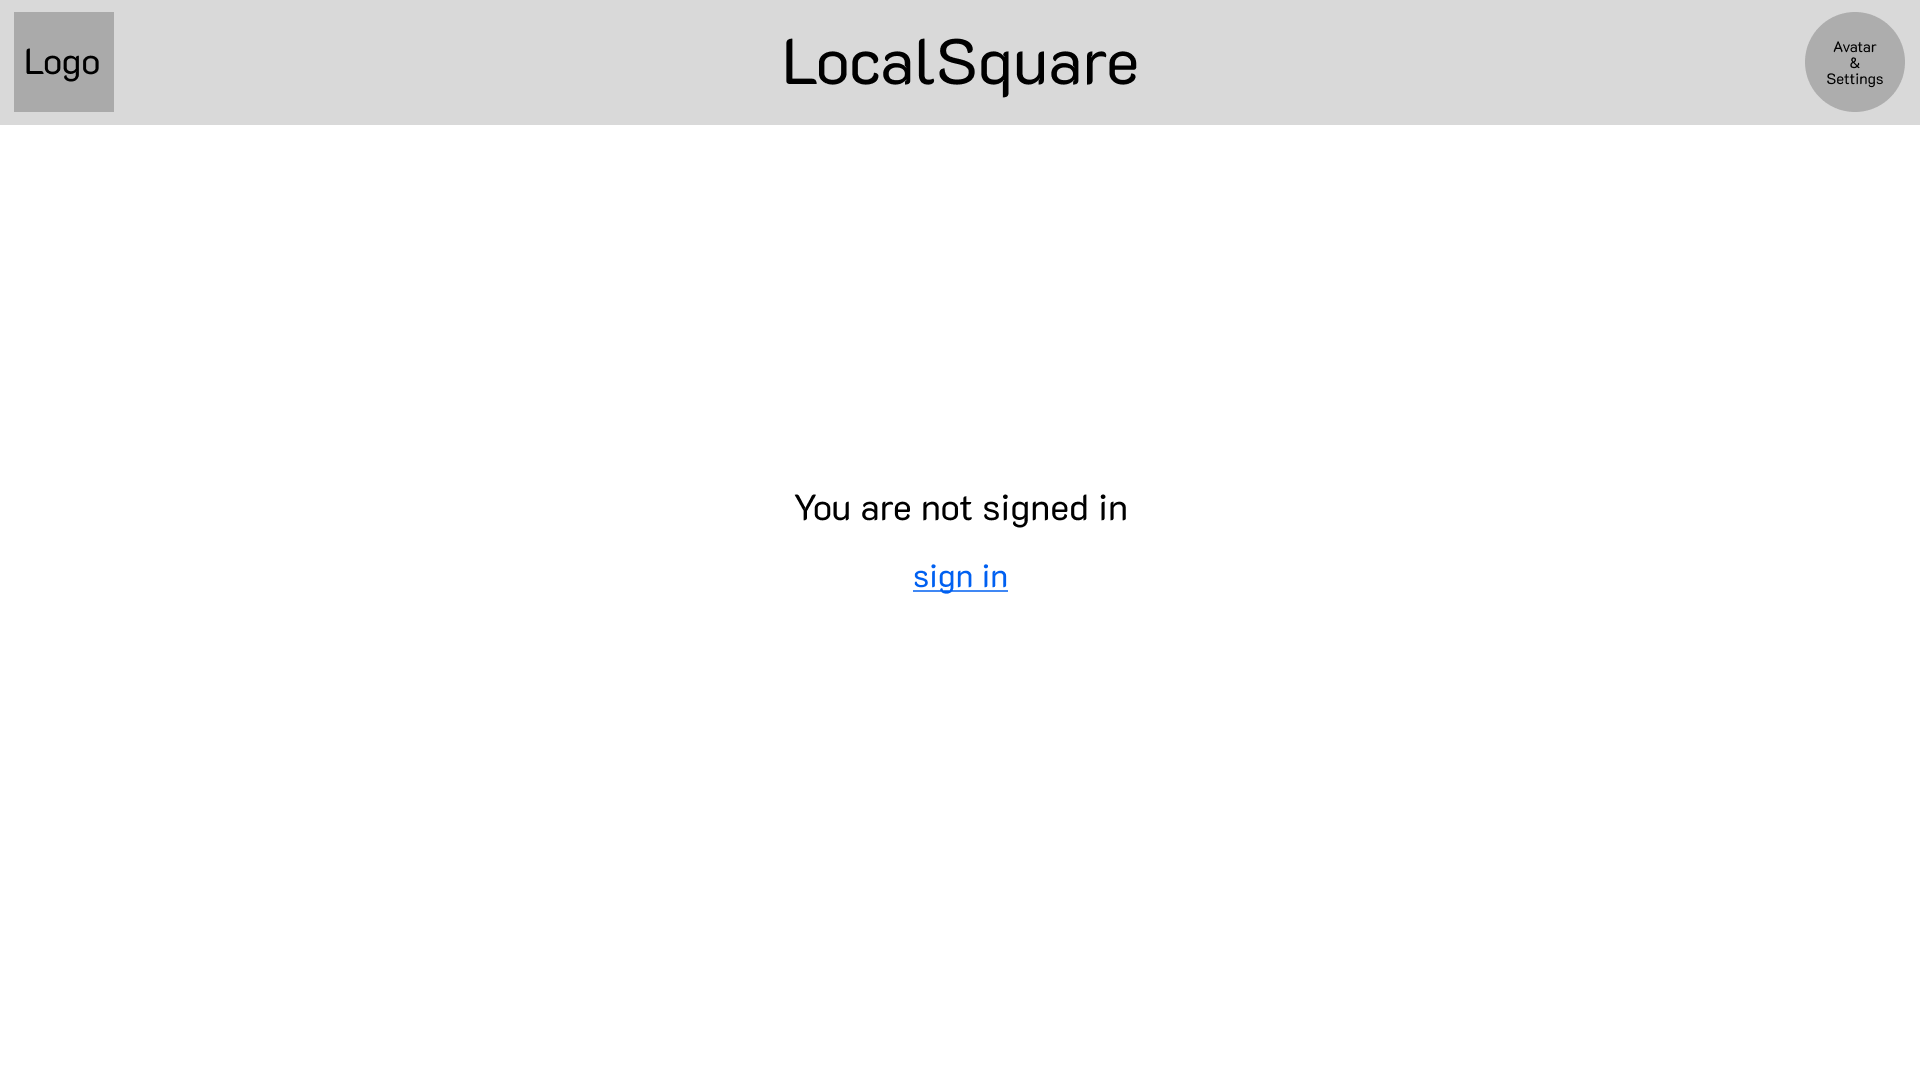 Logo
LocalSquare
Avatar
&
Settings
You are not signed in
sign in